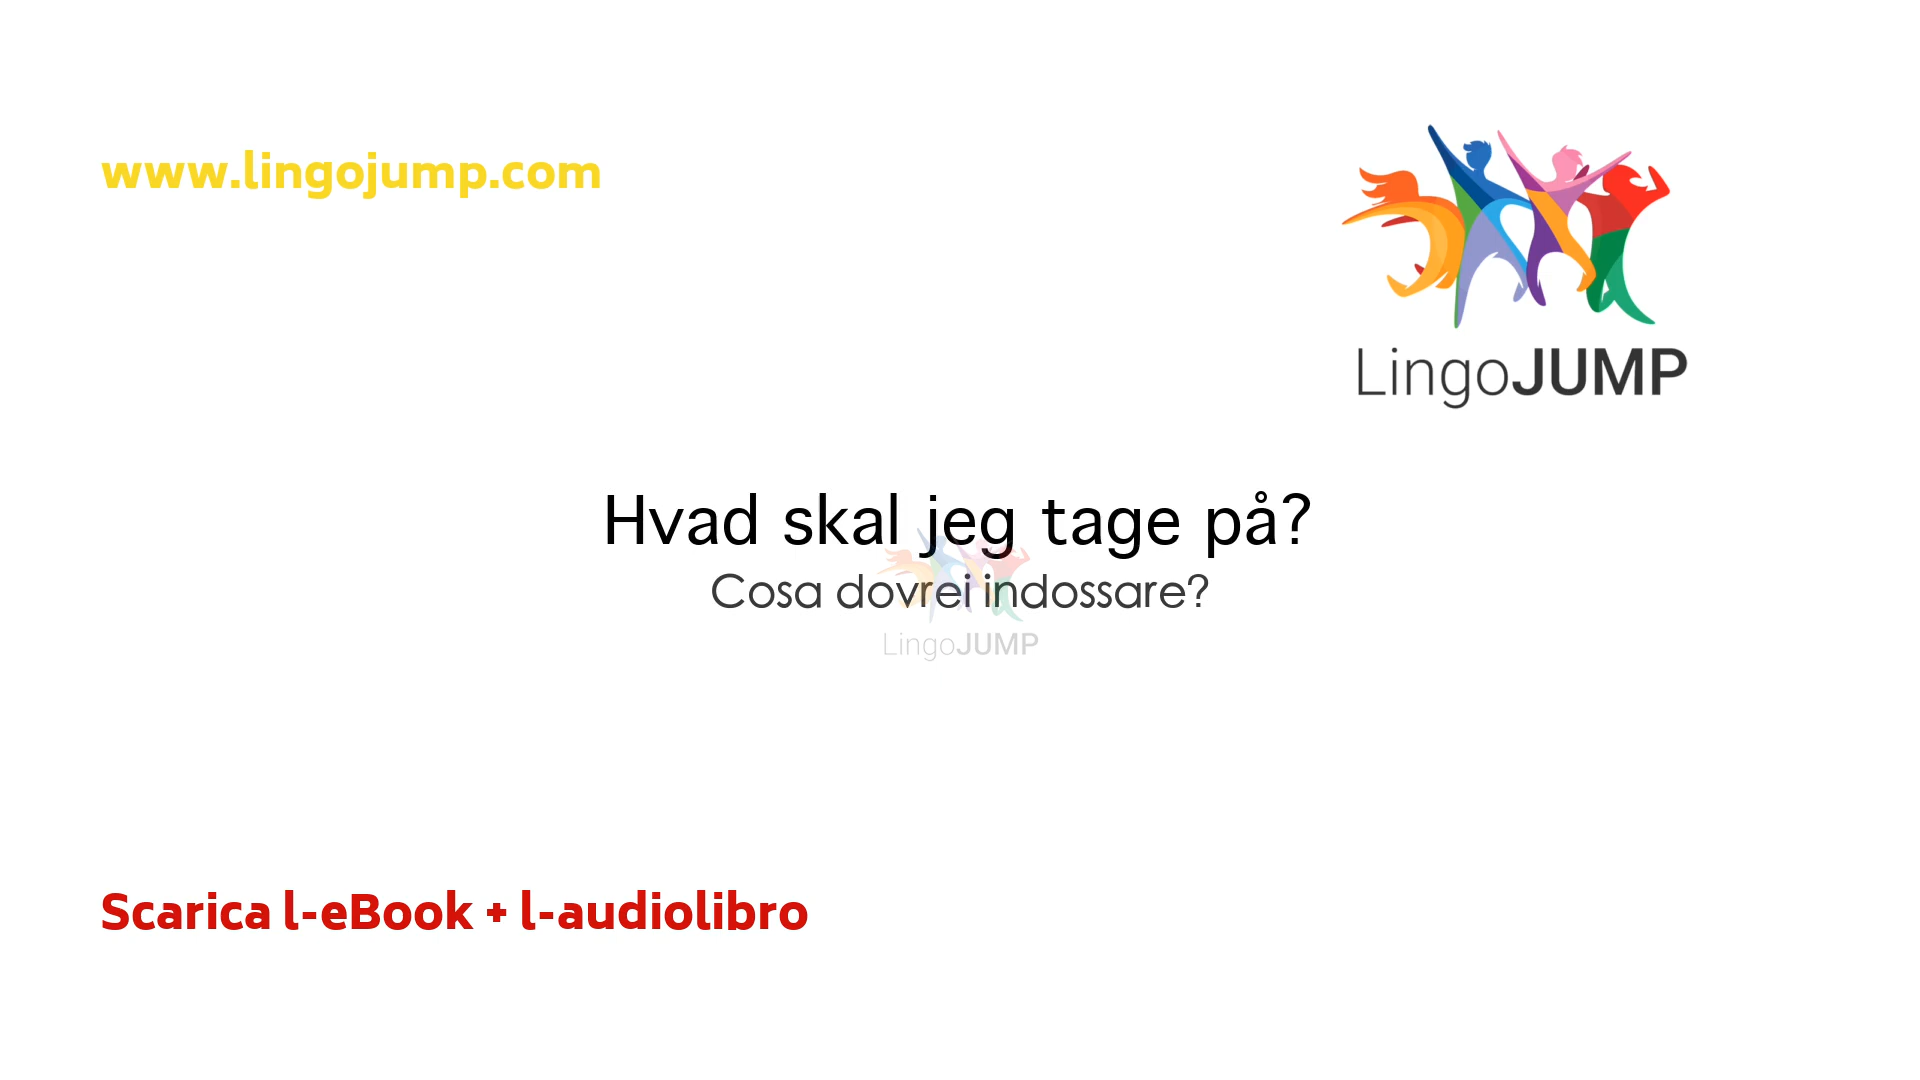 www.lingojump.com
LingoJUMP
Hvad skal jeg tage på?
Cosa dovrei indossare?
LingoJUMP
Scarica l-eBook + l-audiolibro